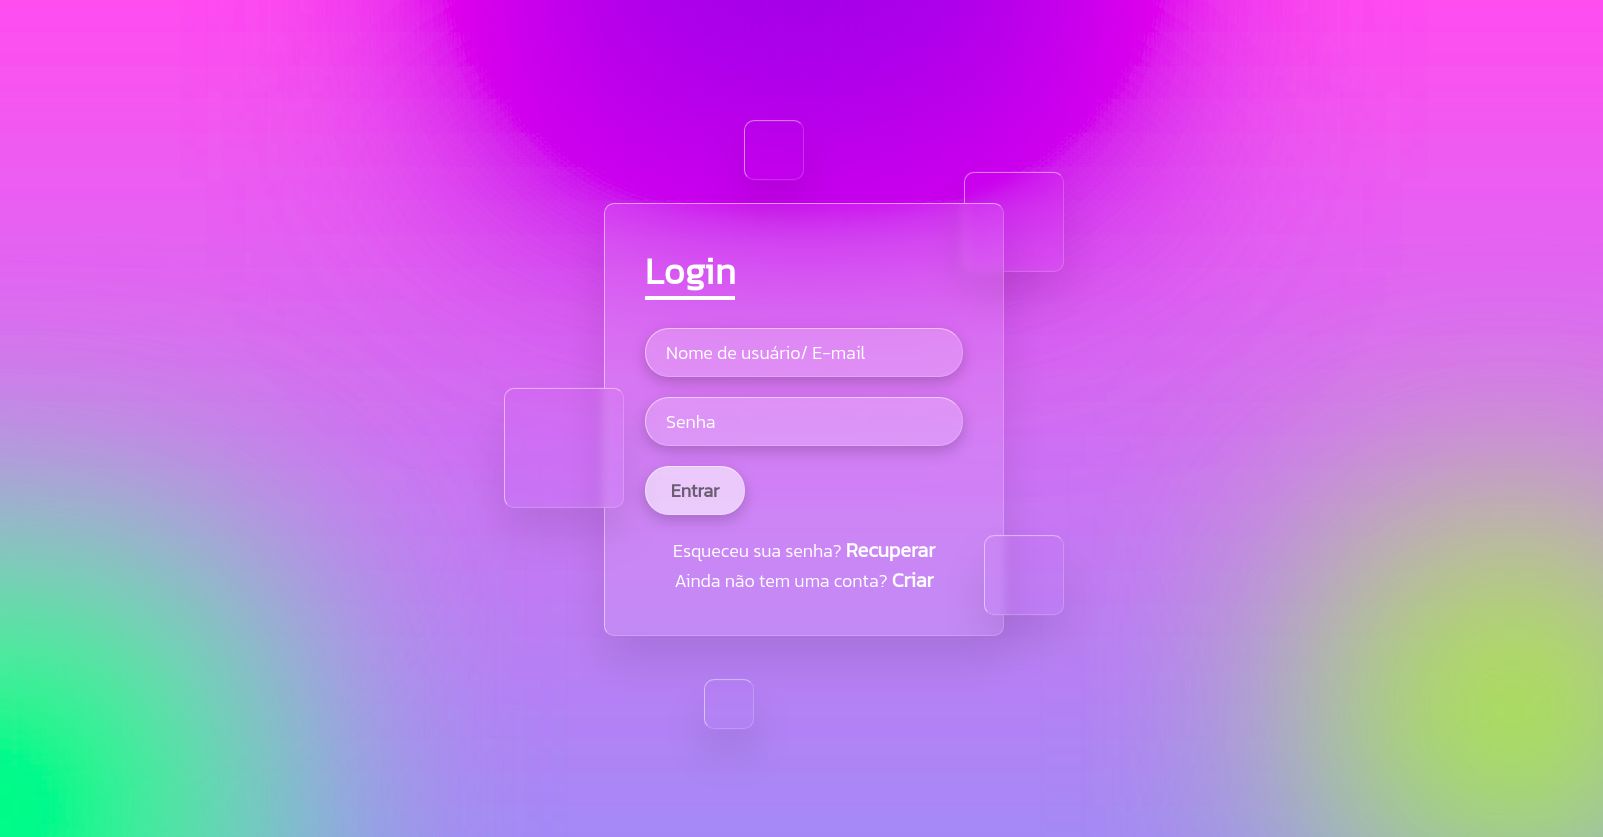 Login
Nome de usuário/ E-mail
Senha
Entrar
Esqueceu sua senha? Recuperar
Ainda não tem uma conta? Criar